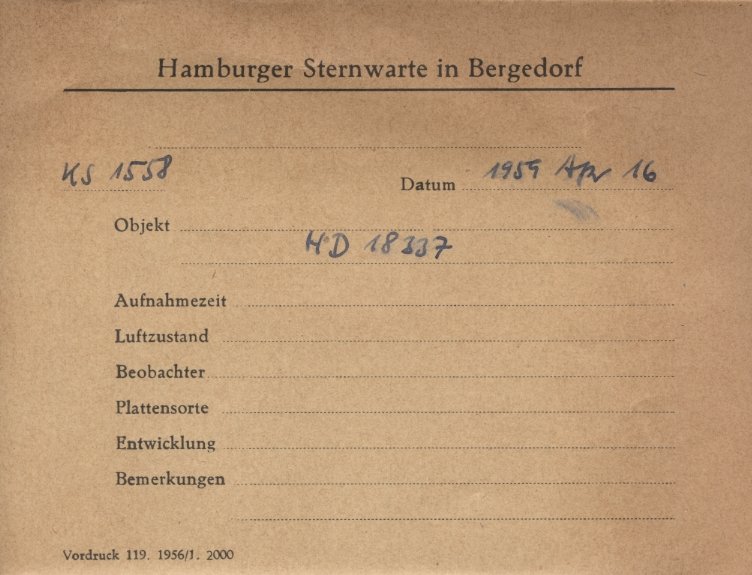 Hamburger Sternwarte in Bergedorf
KS 1558
Datum 1959 Apr 16
Objekt
HD 18337
Aufnahmezeit
Luftzustand
Beobachter
Plattensorte
Entwicklung
Bemerkungen
Vordruck 119. 1956/1. 2000